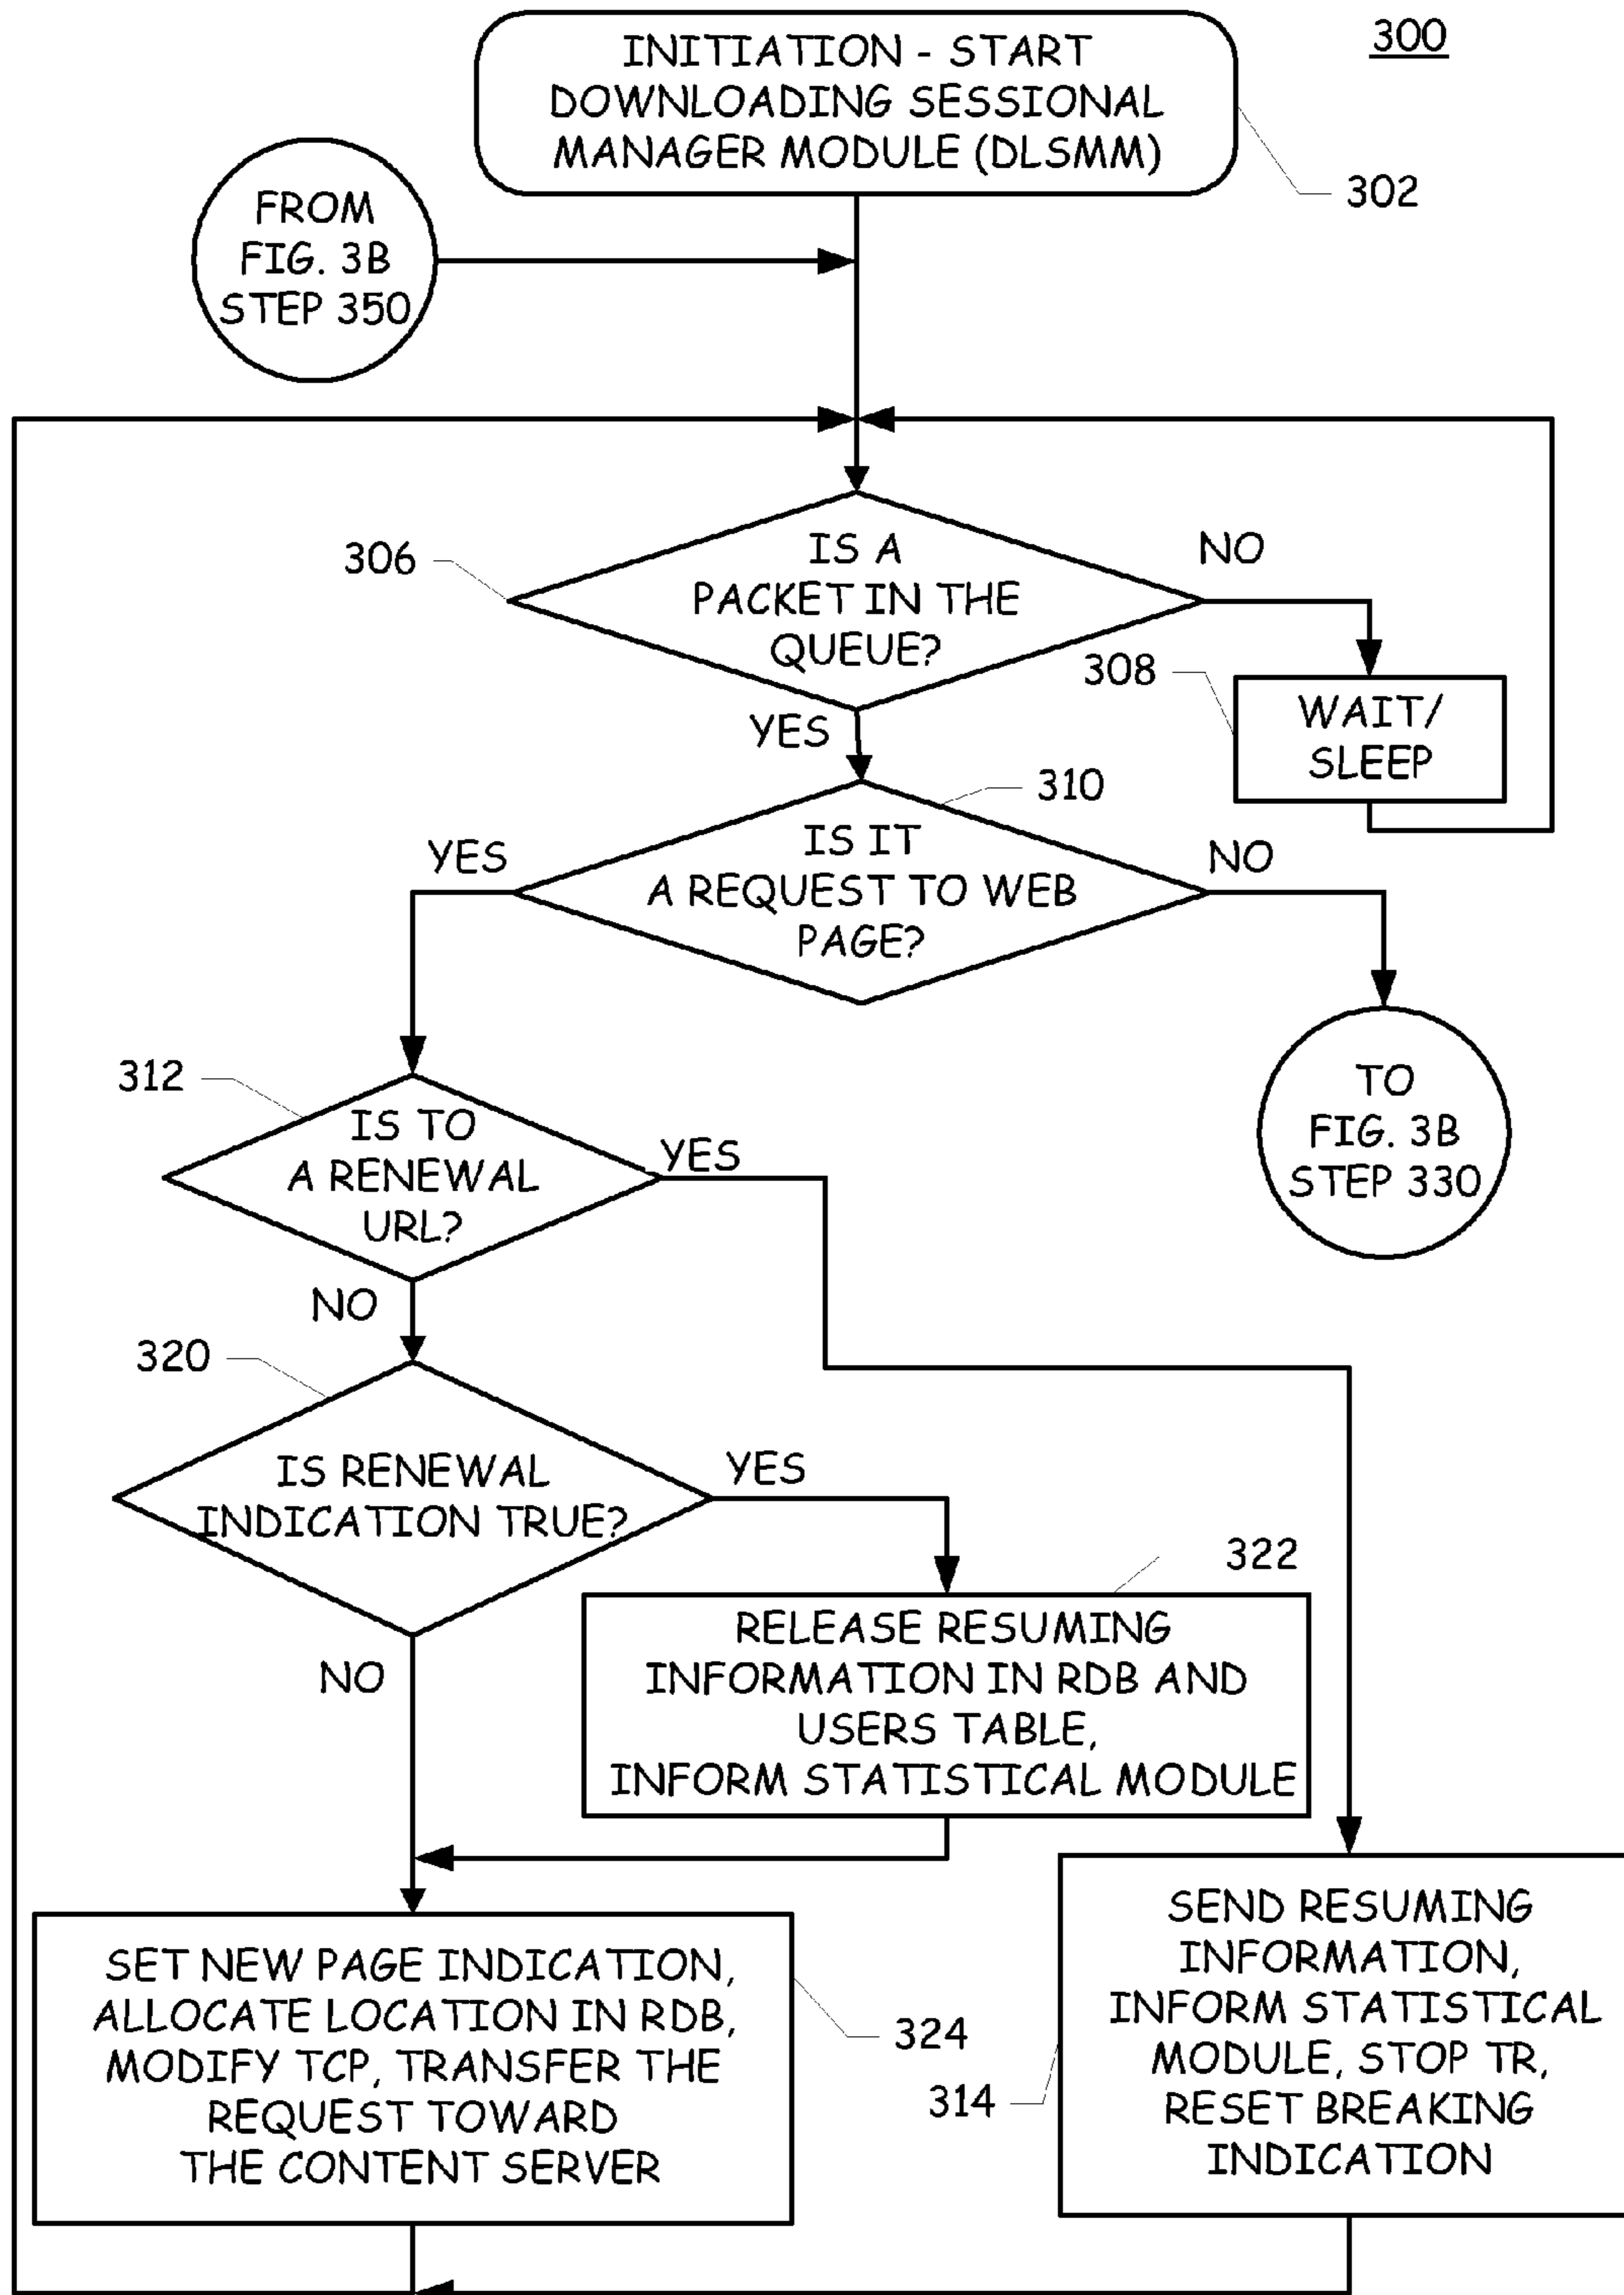 300
INITIATION - START
DOWNLOADING SESSIONAL
MANAGER MODULE (DLSMM)
302
FROM
FIG. 3B
STEP 350
306
IS A
PACKET IN THE
QUEUE?
NO
308
WAIT/
SLEEP
YES
310
IS IT
A REQUEST TO WEB
PAGE?
YES
NO
TO
FIG. 3B
STEP 330
312
IS TO
A RENEWAL
URL?
YES
NO
320
IS RENEWAL
INDICATION TRUE?
YES
322
RELEASE RESUMING
INFORMATION IN RDB AND
USERS TABLE,
INFORM STATISTICAL MODULE
NO
SET NEW PAGE INDICATION,
ALLOCATE LOCATION IN RDB,
MODIFY TCP, TRANSFER THE
REQUEST TOWARD
THE CONTENT SERVER
324
314
SEND RESUMING
INFORMATION,
INFORM STATISTICAL
MODULE, STOP TR,
RESET BREAKING
INDICATION